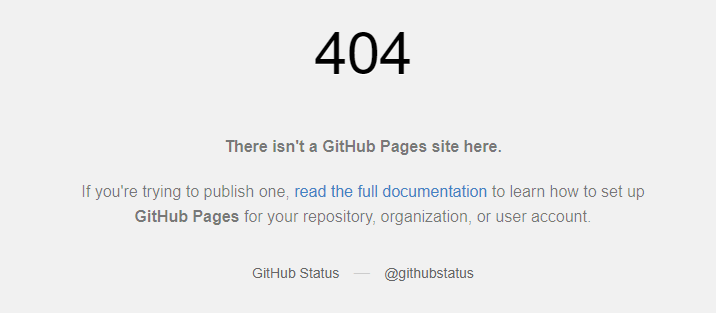 404
There isn't a GitHub Pages site here.
If you're trying to publish one, read the full documentation to learn how to set up
GitHub Pages for your repository, organization, or user account.
GitHub Status — @githubstatus